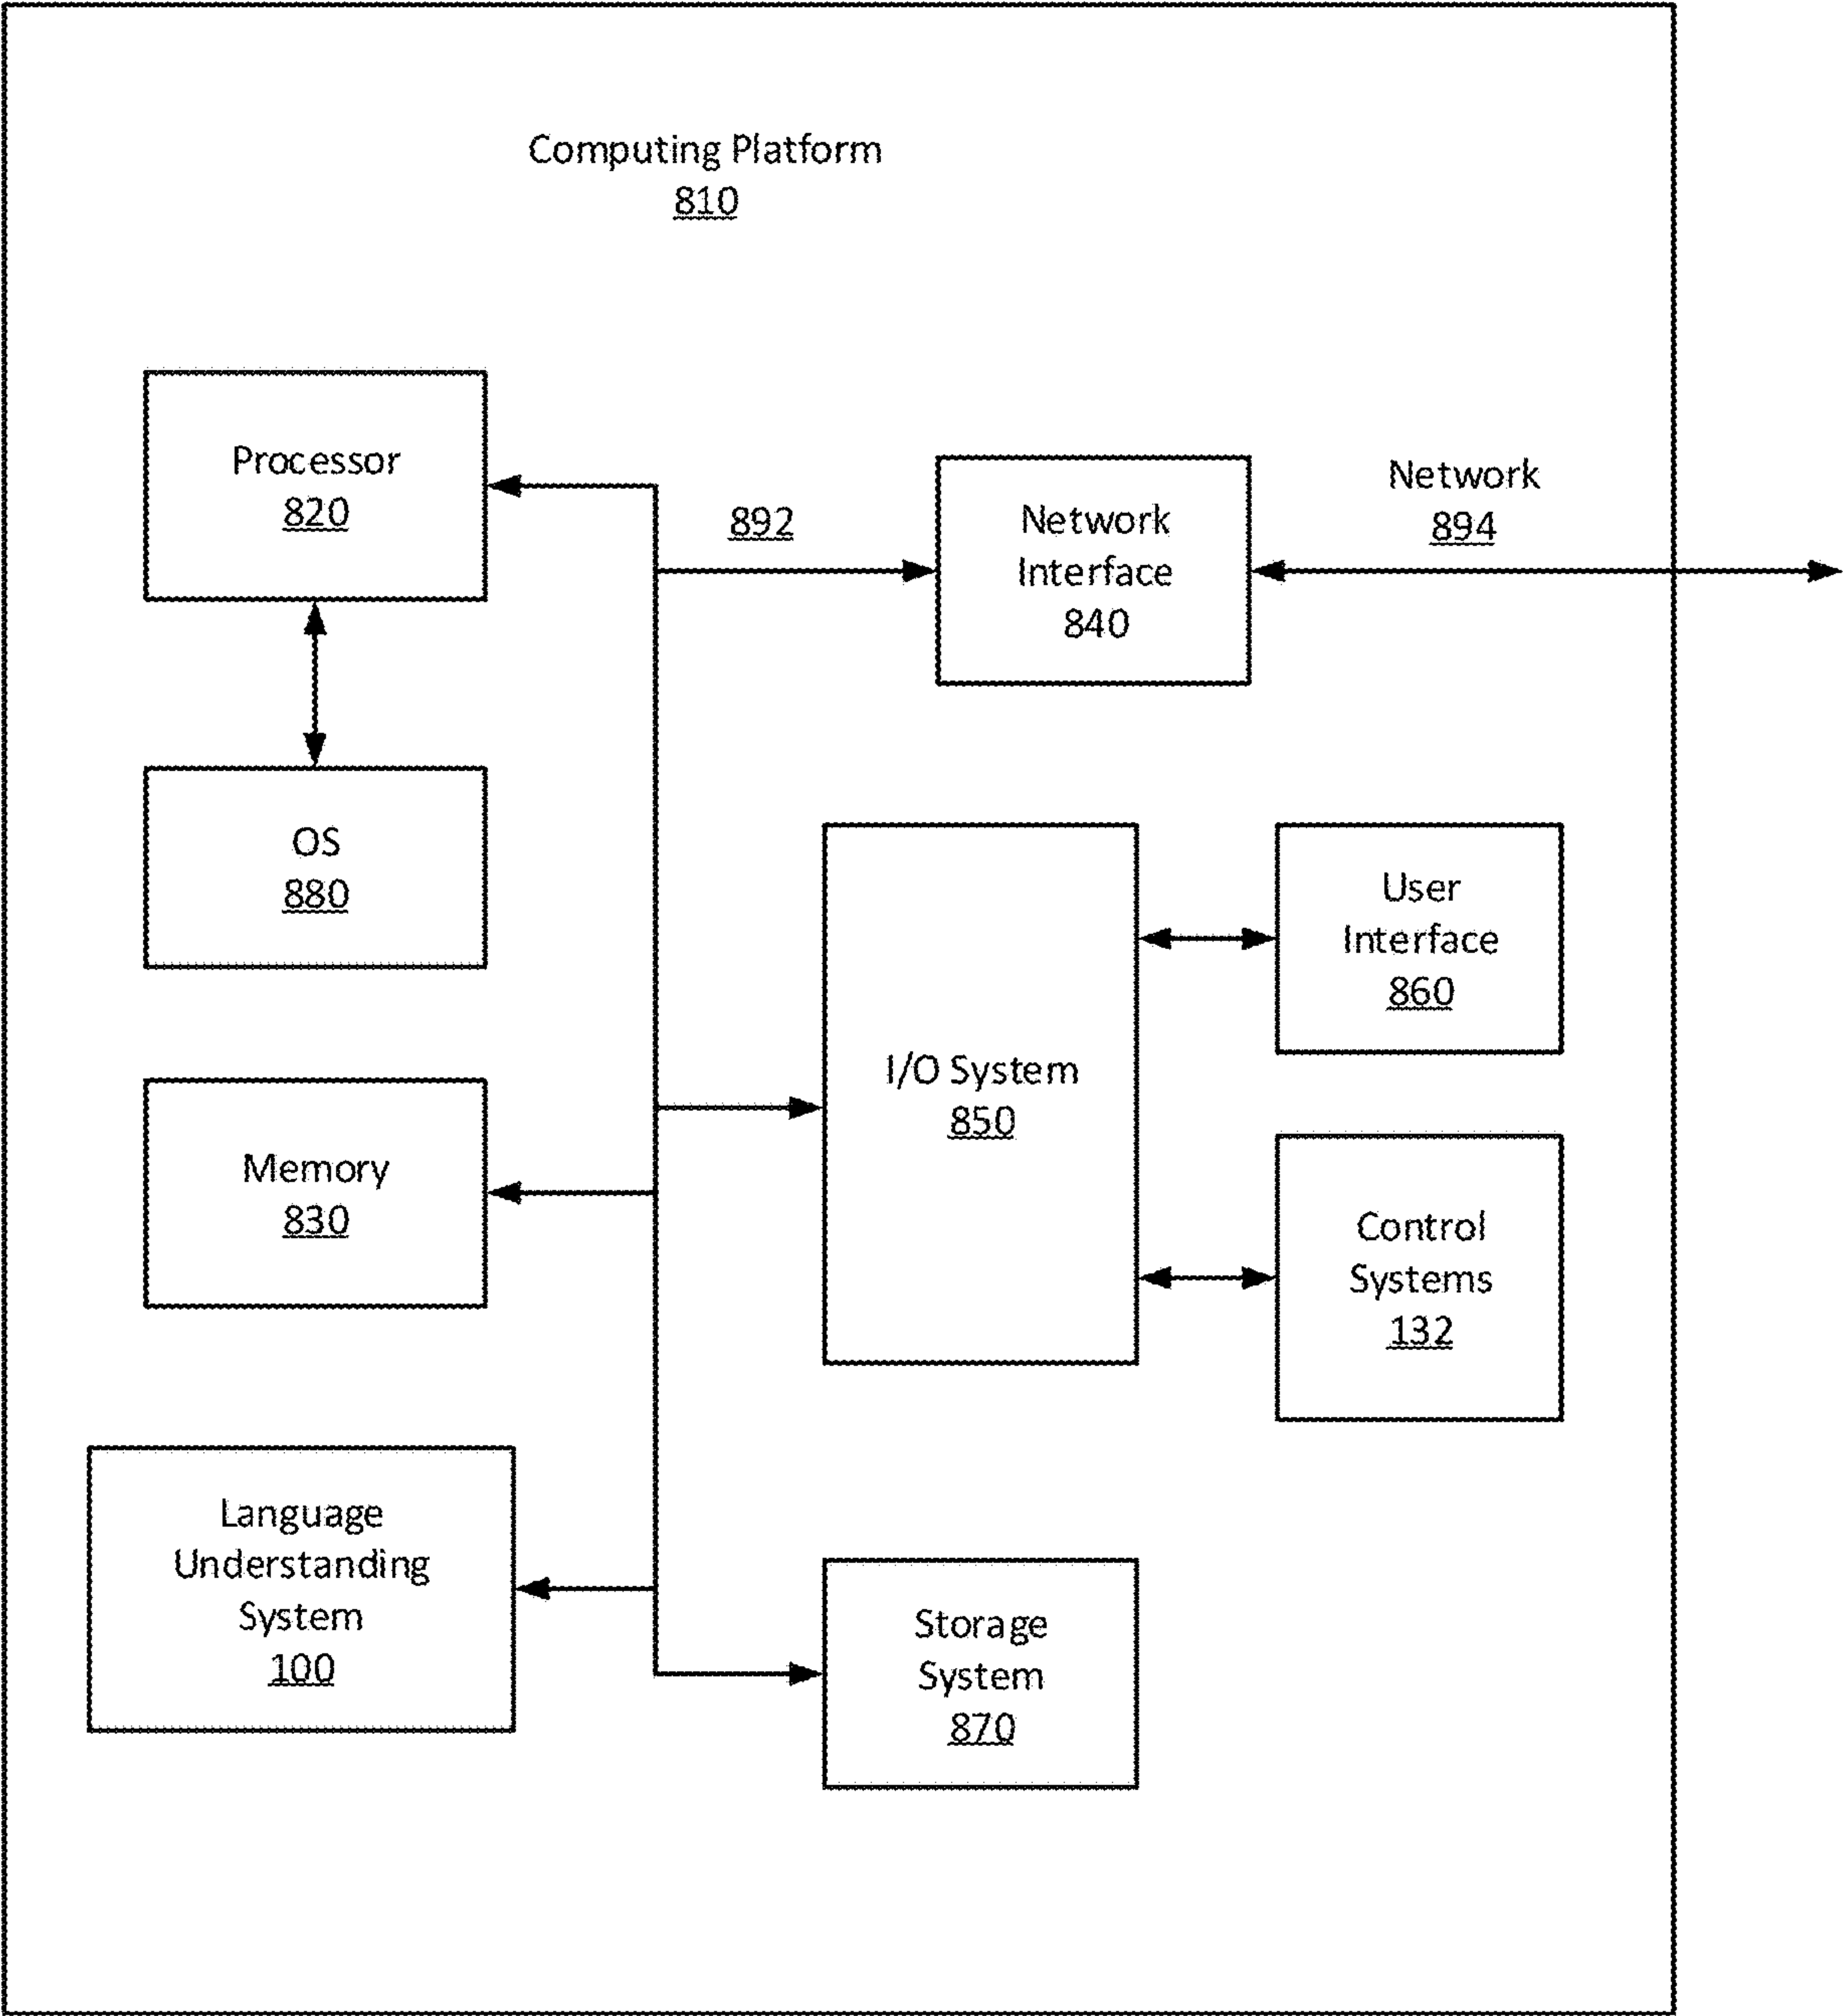 Computing Platform
810
Processor
820
892
Network
Interface
840
Network
894
OS
880
I/O System
850
User
Interface
860
Memory
830
Control
Systems
132
Language
Understanding
System
100
Storage
System
870